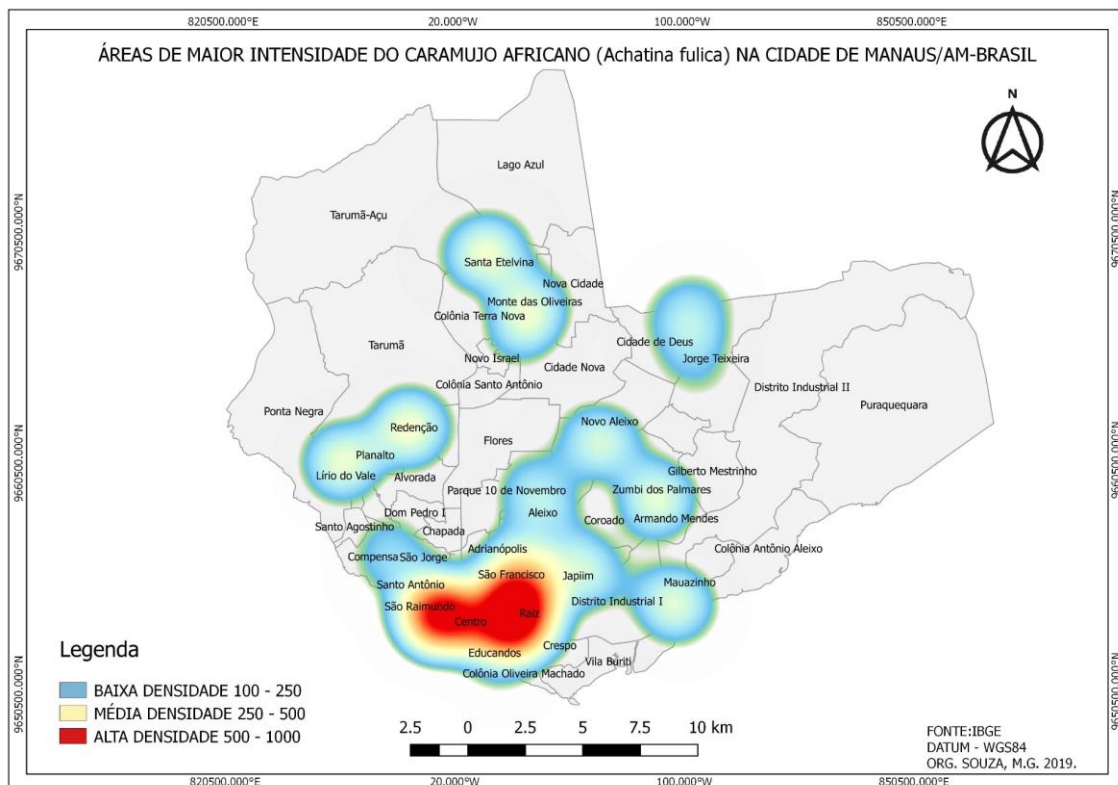 820500.000°E
20.000°W
100.000°W
850500.000°E
ÁREAS DE MAIOR INTENSIDADE DO CARAMUJO AFRICANO (Achatina fulica) NA CIDADE DE MANAUS/AM-BRASIL
N
9670500.000°N
9670500.000°N
Lago Azul
Tarumã-Açu
Santa Etelvina
Nova Cidade
Monte das Oliveiras
Colônia Terra Nova
Cidade de Deus
Tarumã
Novo Israel
Jorge Teixeira
Cidade Nova
Colônia Santo Antônio
Distrito Industrial II
Puraquequara
Ponta Negra
Redenção
Novo Aleixo
Flores
9660500.000°N
9660500.000°N
Planalto
Lírio do Vale
Alvorada
Gilberto Mestrinho
Parque 10 de Novembro
Zumbi dos Palmares
Dom Pedro I
Aleixo
Coroado
Armando Mendes
Santo Agostinho
Chapada
Adrianópolis
Colônia Antônio Aleixo
Compensa
São Jorge
São Francisco
Japiim
Santo Antônio
Mauazinho
São Raimundo
Distrito Industrial I
Raiz
Centro
Educandos
Crespo
Vila Buriti
Colônia Oliveira Machado
9650500.000°N
9650500.000°N
Legenda
BAIXA DENSIDADE 100 - 250
MÉDIA DENSIDADE 250 - 500
ALTA DENSIDADE 500 - 1000
2.5 0 2.5 5 7.5 10 km
FONTE:IBGE
DATUM - WGS84
ORG. SOUZA, M.G. 2019.
820500.000°E
20.000°W
100.000°W
850500.000°E